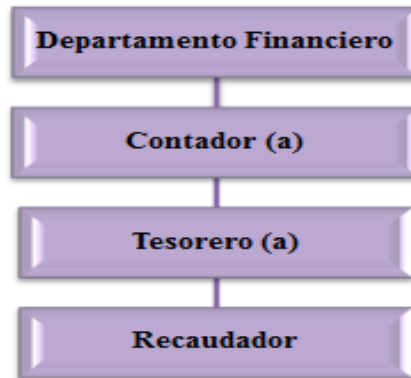 Departamento Financiero
Contador (a)
Tesorero (a)
Recaudador